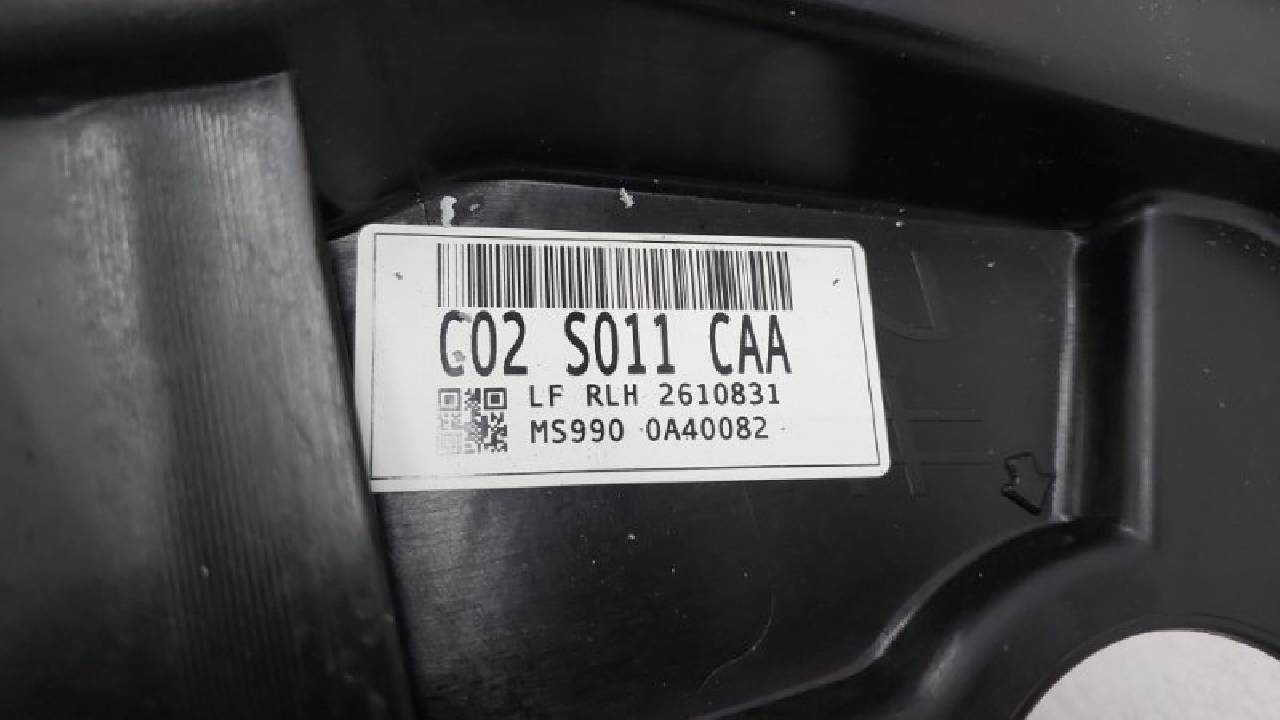 C02 S011 CAA
LF RLH 2610831
MS990 0A40082